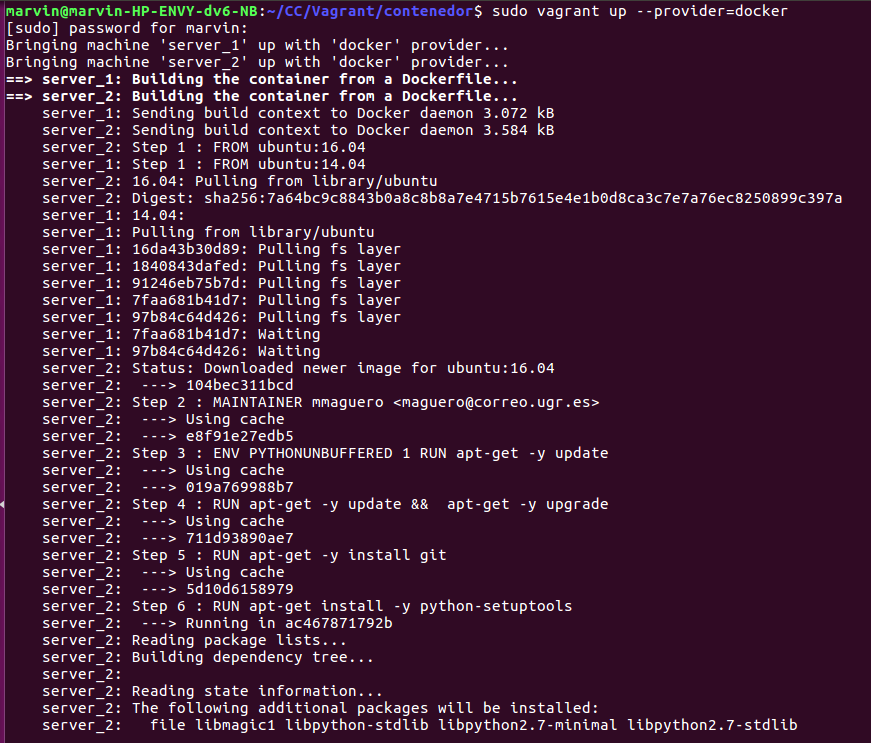 marvin@marvin-HP-ENVY-dv6-NB:~/CC/Vagrant/contenedor$ sudo vagrant up --provider=docker
[sudo] password for marvin:
Bringing machine 'server_1' up with 'docker' provider...
Bringing machine 'server_2' up with 'docker' provider...
==> server_1: Building the container from a Dockerfile...
==> server_2: Building the container from a Dockerfile...
    server_1: Sending build context to Docker daemon 3.072 kB
    server_2: Sending build context to Docker daemon 3.584 kB
    server_2: Step 1 : FROM ubuntu:16.04
    server_1: Step 1 : FROM ubuntu:14.04
    server_2: 16.04: Pulling from library/ubuntu
    server_2: Digest: sha256:7a64bc9c8843b0a8c8b8a7e4715b7615e4e1b0d8ca3c7e7a76ec8250899c397a
    server_1: 14.04:
    server_1: Pulling from library/ubuntu
    server_1: 16da43b30d89: Pulling fs layer
    server_1: 1840843dafed: Pulling fs layer
    server_1: 91246eb75b7d: Pulling fs layer
    server_1: 7faa681b41d7: Pulling fs layer
    server_1: 97b84c64d426: Pulling fs layer
    server_1: 7faa681b41d7: Waiting
    server_1: 97b84c64d426: Waiting
    server_2: Status: Downloaded newer image for ubuntu:16.04
    server_2:  ---> 104bec311bcd
    server_2: Step 2 : MAINTAINER mmaguero <maguero@correo.ugr.es>
    server_2:  ---> Using cache
    server_2:  ---> e8f91e27edb5
    server_2: Step 3 : ENV PYTHONUNBUFFERED 1 RUN apt-get -y update
    server_2:  ---> Using cache
    server_2:  ---> 019a769988b7
    server_2: Step 4 : RUN apt-get -y update &&  apt-get -y upgrade
    server_2:  ---> Using cache
    server_2:  ---> 711d93890ae7
    server_2: Step 5 : RUN apt-get -y install git
    server_2:  ---> Using cache
    server_2:  ---> 5d10d6158979
    server_2: Step 6 : RUN apt-get install -y python-setuptools
    server_2:  ---> Running in ac467871792b
    server_2: Reading package lists...
    server_2: Building dependency tree...
    server_2:
    server_2: Reading state information...
    server_2: The following additional packages will be installed:
    server_2:   file libmagic1 libpython-stdlib libpython2.7-minimal libpython2.7-stdlib